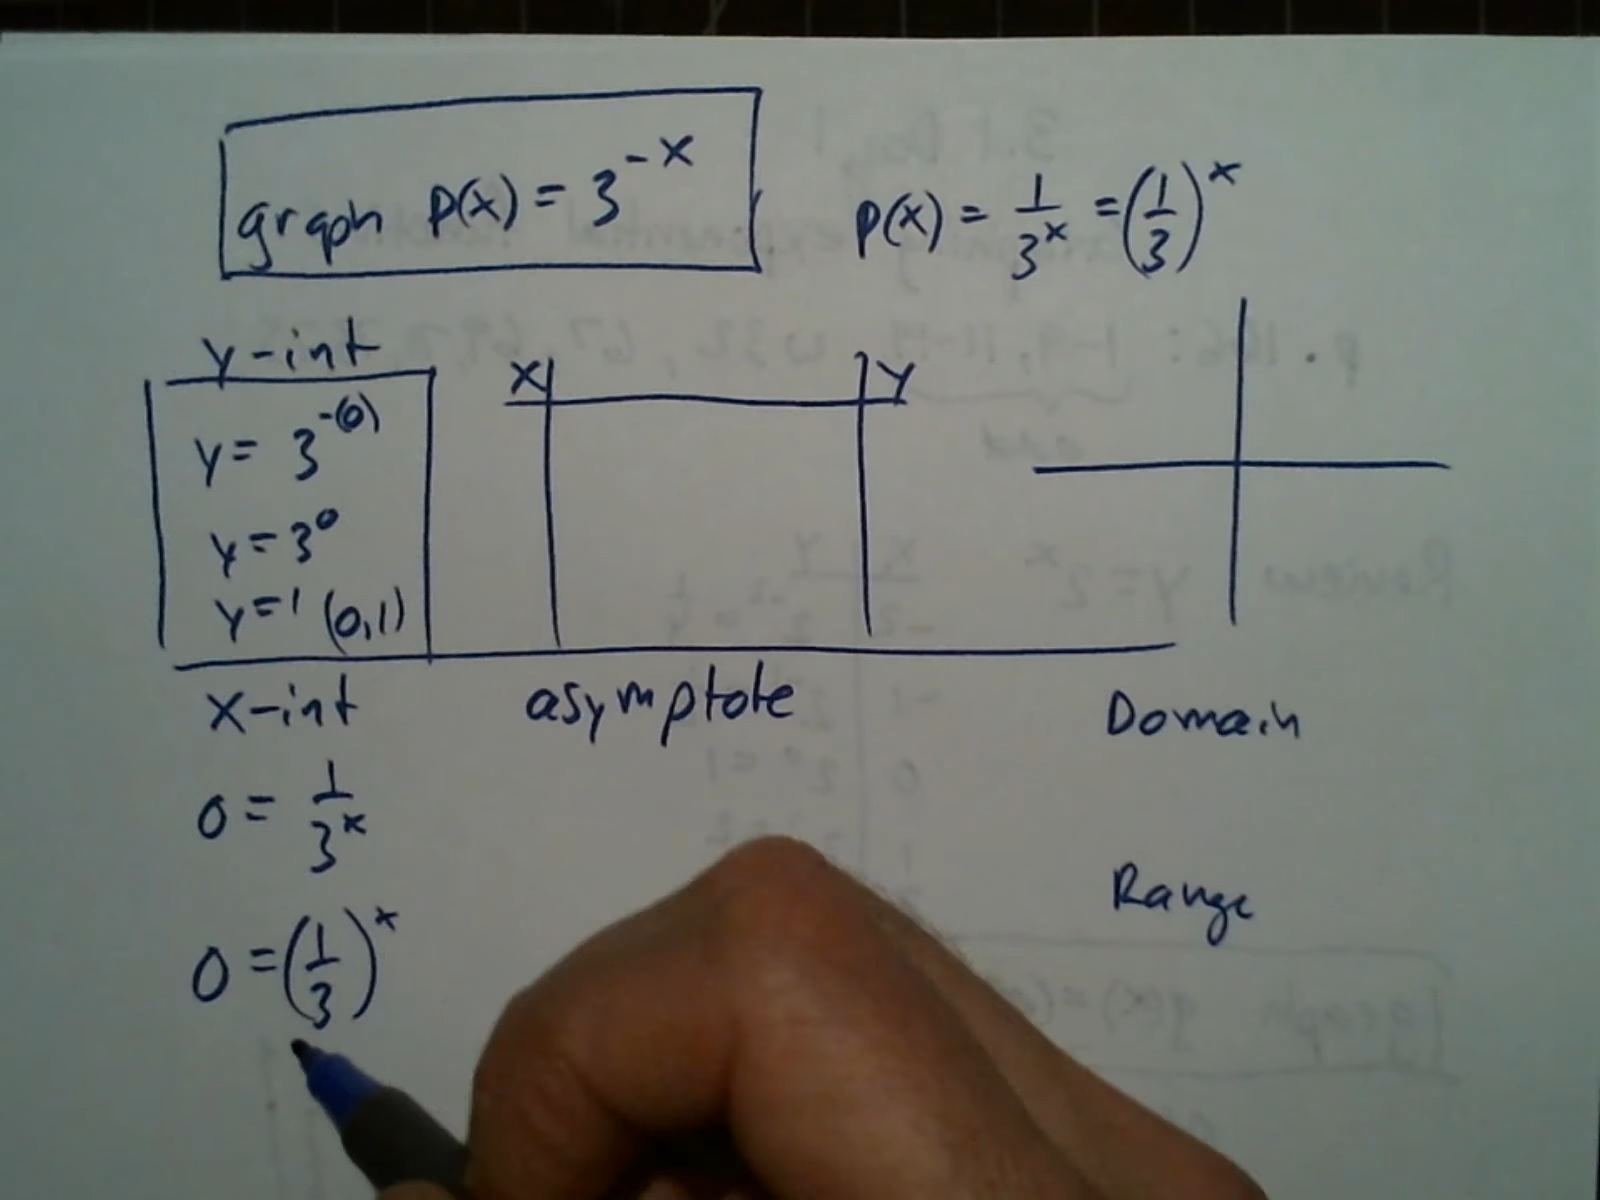 graph p(x) = 3^-x
p(x) = 1/3^x = (1/3)^x
y-int
y = 3^-(0)
y = 3^0
y = 1 (0,1)
x y
x-int
0 = 1/3^x
0 = (1/3)^x
asymptote
Domain
Range